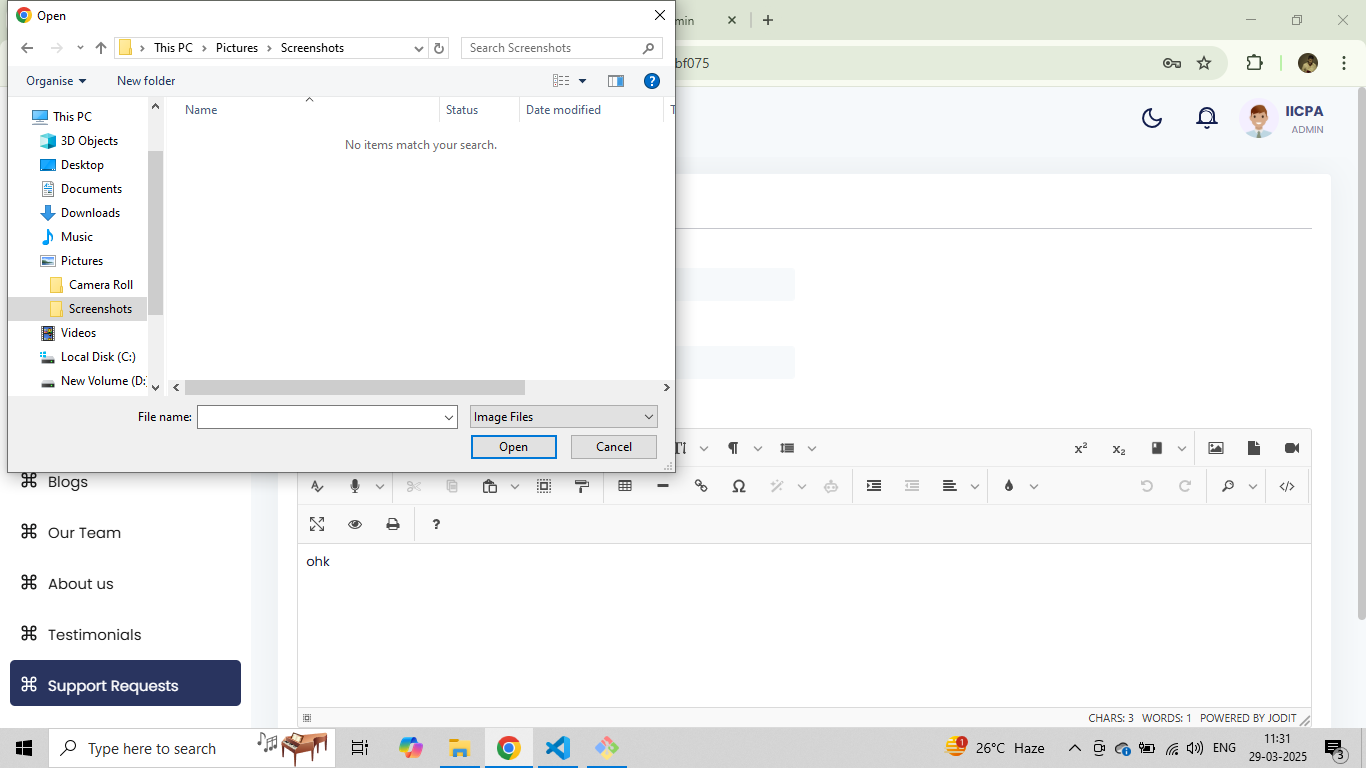 Open
min
This PC
Pictures
Screenshots
Search Screenshots
bf075
Organise
New folder
Name
Status
Date modified
No items match your search.
This PC
3D Objects
Desktop
Documents
Downloads
Music
Pictures
Camera Roll
Screenshots
Videos
Local Disk (C:)
New Volume (D:
File name:
Image Files
Open
Cancel
IICPA
ADMIN
Blogs
Our Team
About us
Testimonials
Support Requests
ohk
CHARS: 3 WORDS: 1 POWERED BY JODIT
Type here to search
1
26°C Haze
ENG
11:31
29-03-2025
3